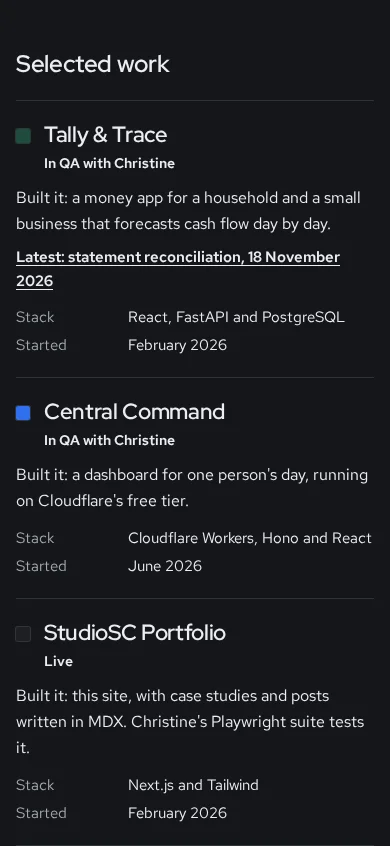 Selected work
Tally & Trace
In QA with Christine
Built it: a money app for a household and a small
business that forecasts cash flow day by day.
Latest: statement reconciliation, 18 November
2026
Stack React, FastAPI and PostgreSQL
Started February 2026
Central Command
In QA with Christine
Built it: a dashboard for one person's day, running
on Cloudflare's free tier.
Stack Cloudflare Workers, Hono and React
Started June 2026
StudioSC Portfolio
Live
Built it: this site, with case studies and posts
written in MDX. Christine's Playwright suite tests
it.
Stack Next.js and Tailwind
Started February 2026